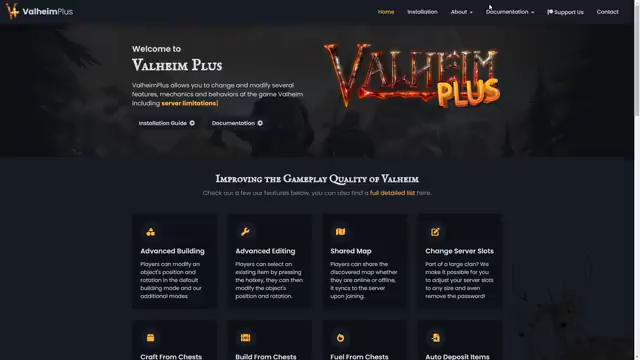 ValheimPlus
Home Installation About Documentation Support Us Contact
Welcome to
Valheim Plus
ValheimPlus allows you to change and modify several
features, mechanics and behaviors of the game Valheim
including server limitations|
Installation Guide Documentation
VALHEIM
PLUS
Improving the Gameplay Quality of Valheim
Check out a few our features below, you can also find a full detailed list here.
Advanced Building
Players can modify an
object's position and
rotation in the default
building mode and our
additional modes
Advanced Editing
Players can select an
existing item by pressing
the hotkey, they can then
modify the object's
position and rotation.
Shared Map
Players can share the
discovered map whether
they are online or offline,
it syncs to the server
upon joining.
Change Server Slots
Part of a large clan? We
make it possible for you
to adjust your server slots
to any size and even
remove the password!
Craft From Chests
Build From Chests
Fuel From Chests
Auto Deposit Items